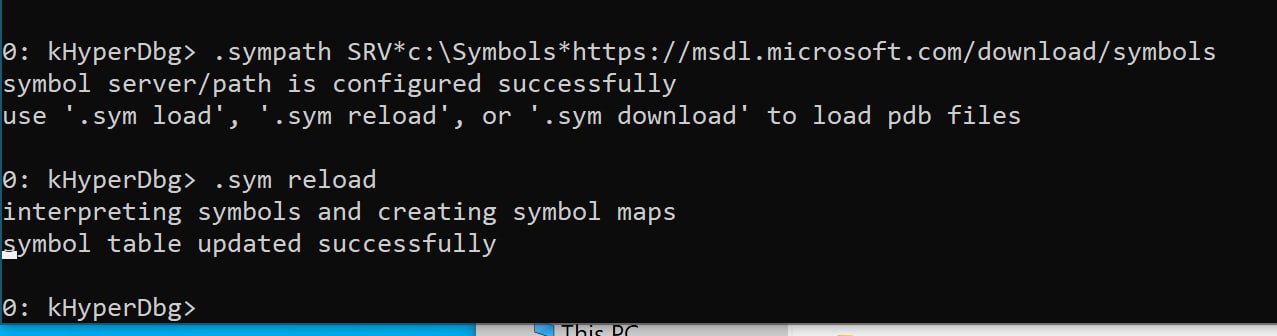 0: kHyperDbg> .sympath SRV*c:\Symbols*https://msdl.microsoft.com/download/symbols
symbol server/path is configured successfully
use '.sym load', '.sym reload', or '.sym download' to load pdb files
0: kHyperDbg> .sym reload
interpreting symbols and creating symbol maps
symbol table updated successfully
0: kHyperDbg>
This PC